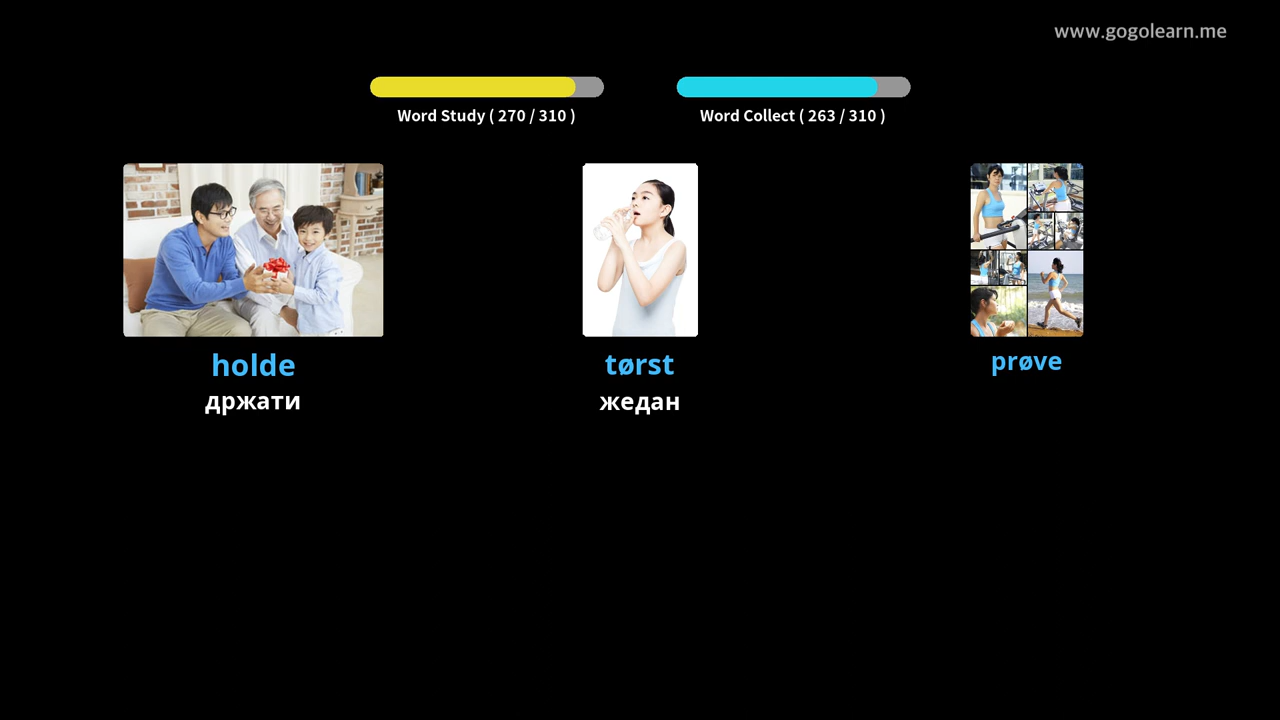 www.gogolearn.me
Word Study ( 270 / 310 )
Word Collect ( 263 / 310 )
holde
држати
tørst
жедан
prøve